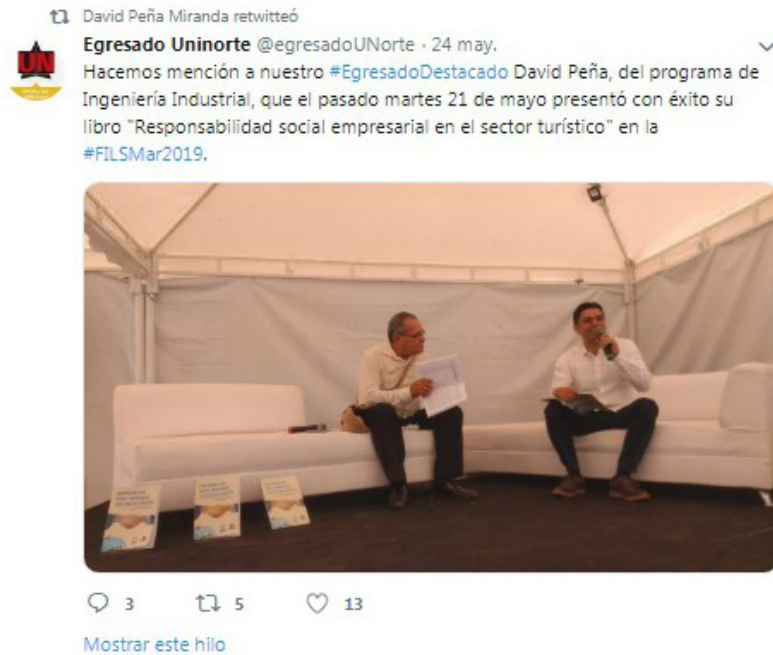 David Peña Miranda retwitteó
Egresado Uninorte @egresadoUNorte · 24 may.
UN
Hacemos mención a nuestro #EgresadoDestacado David Peña, del programa de
Ingeniería Industrial, que el pasado martes 21 de mayo presentó con éxito su
libro "Responsabilidad social empresarial en el sector turístico" en la
#FILSMar2019.
3 5 13
Mostrar este hilo